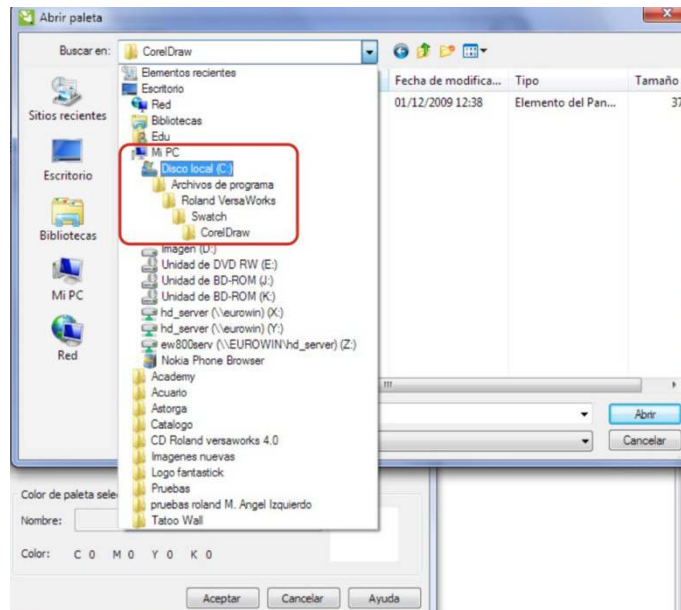 Abrir paleta
Buscar en: CorelDraw
Elementos recientes
Escritorio
Red
Bibliotecas
Edu
Mi PC
Disco local (C:)
Archivos de programa
Roland VersaWorks
Swatch
CorelDraw
Imagen (D:)
Unidad de DVD RW (E:)
Unidad de BD-ROM (J:)
Unidad de BD-ROM (K:)
hd_server (\\eurowin) (X:)
hd_server (\\eurowin) (Y:)
ew800serv (\\EUROWIN\hd_server) (Z:)
Nokia Phone Browser
Academy
Acuario
Astorga
Catalogo
CD Roland versaworks 4.0
Imagenes nuevas
Logo fantastick
Pruebas
pruebas roland M. Angel Izquierdo
Tatoo Wall
Sitios recientes
Escritorio
Bibliotecas
Mi PC
Red
Fecha de modifica... Tipo Tamaño
01/12/2009 12:38 Elemento del Pan... 37
Abrir
Cancelar
Color de paleta sele
Nombre:
Color: C 0 M 0 Y 0 K 0
Aceptar Cancelar Ayuda